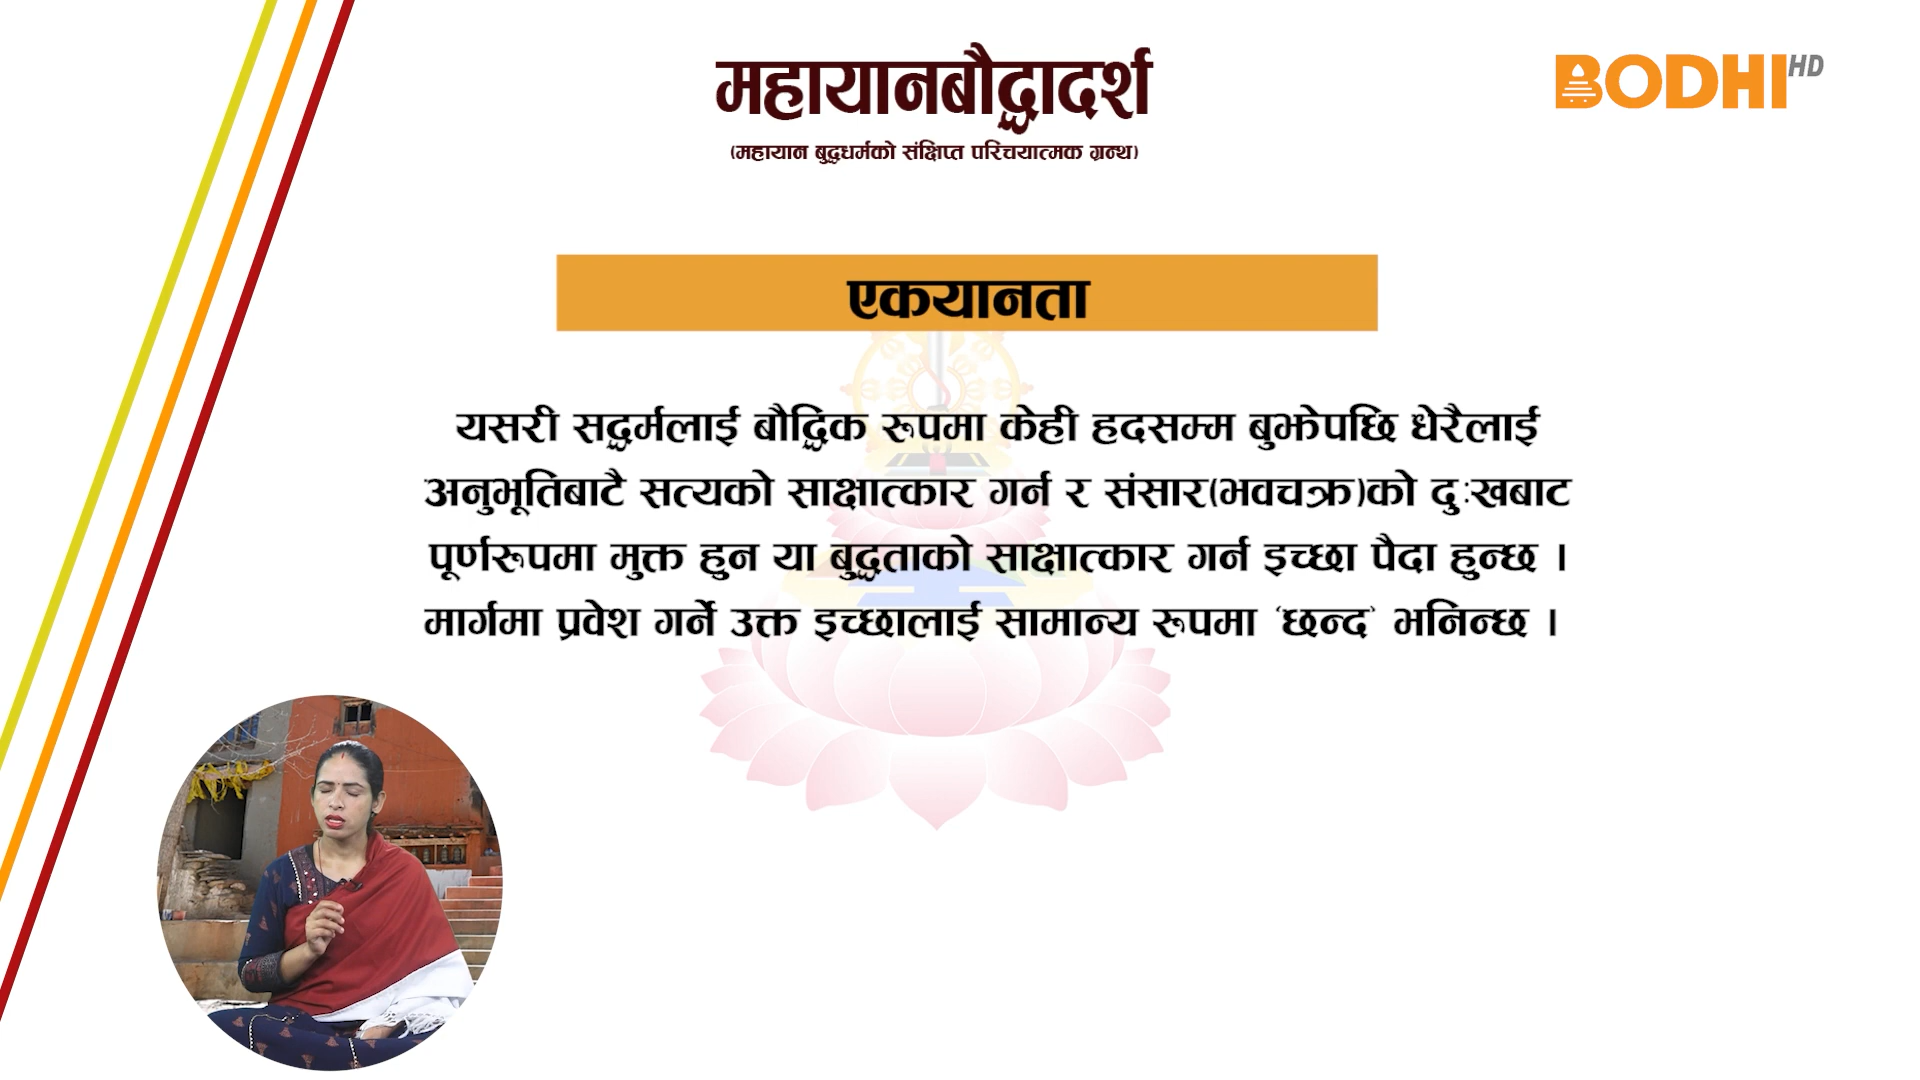 महायानबौद्धादर्श
(महायान बुद्धधर्मको संक्षिप्त परिचयात्मक ग्रन्थ)
BODHI HD
एकयानता
यसरी सद्धर्मलाई बौद्धिक रूपमा केही हदसम्म बुझेपछि धेरैलाई
अनुभूतिबाटै सत्यको साक्षात्कार गर्न र संसार(भवचक्र)को दुःखबाट
पूर्णरूपमा मुक्त हुन या बुद्धताको साक्षात्कार गर्न इच्छा पैदा हुन्छ ।
मार्गमा प्रवेश गर्ने उक्त इच्छालाई सामान्य रूपमा ‘छन्द’ भनिन्छ ।